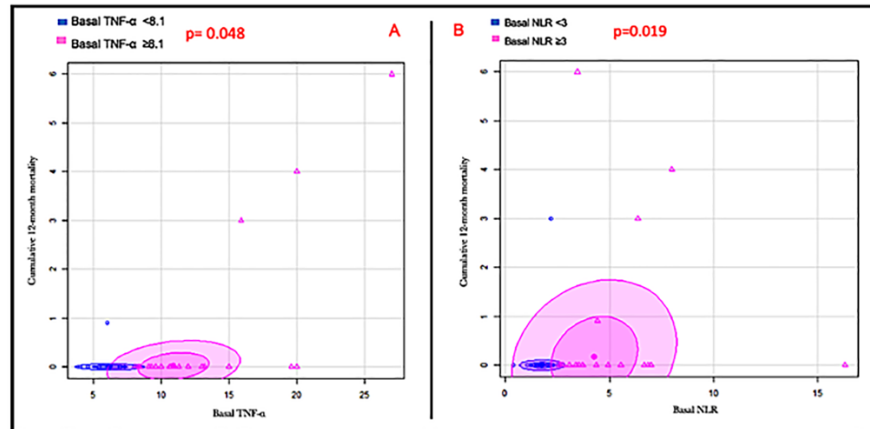 Basal TNF-α <8.1
Basal TNF-α ≥8.1
p= 0.048
A
Cumulative 12-month mortality
6
5
4
3
2
1
0
5
10
15
20
25
Basal TNF-α
B
Basal NLR <3
Basal NLR ≥3
p=0.019
Cumulative 12-month mortality
6
5
4
3
2
1
0
0
5
10
15
Basal NLR